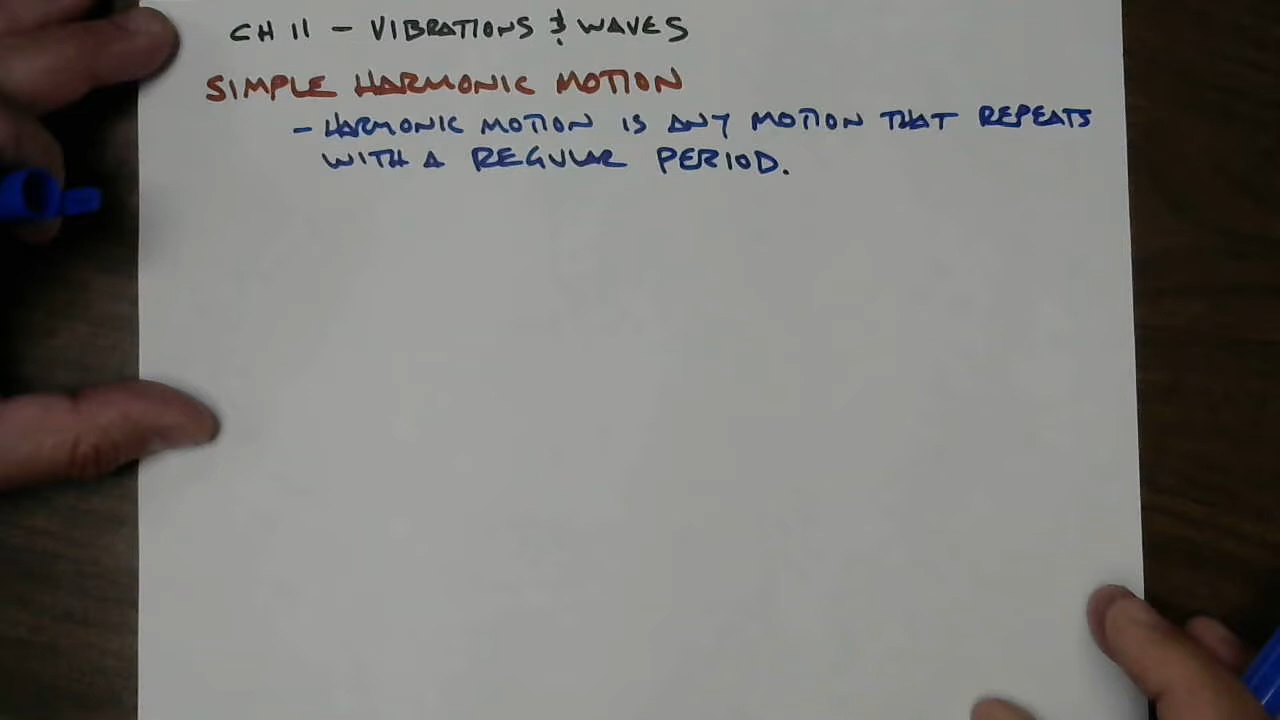 CH 11 - VIBRATIONS & WAVES
SIMPLE HARMONIC MOTION
- HARMONIC MOTION IS ANY MOTION THAT REPEATS
WITH A REGULAR PERIOD.